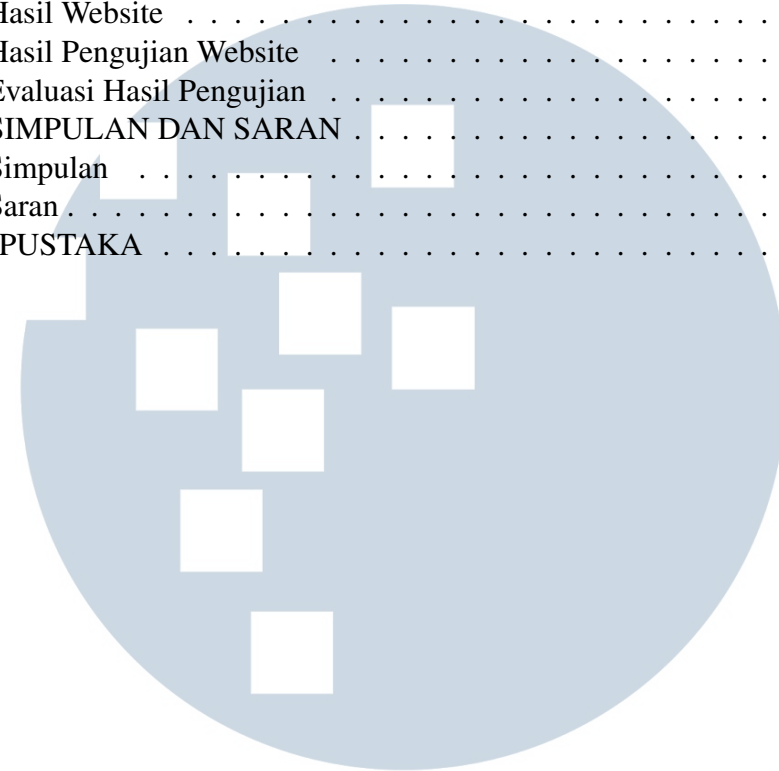 Hasil Website . . . . . . . . . . . . . . . . . . . . . . . . .
Hasil Pengujian Website . . . . . . . . . . . . . . . . . . .
Evaluasi Hasil Pengujian . . . . . . . . . . . . . . . . . . .
SIMPULAN DAN SARAN . . . . . . . . . . . . . . . . . .
Simpulan . . . . . . . . . . . . . . . . . . . . . . . . . . .
Saran . . . . . . . . . . . . . . . . . . . . . . . . . . . . . .
PUSTAKA . . . . . . . . . . . . . . . . . . . . . . . . . .